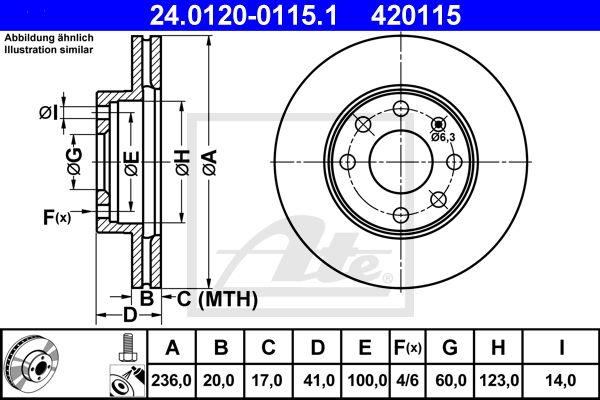 24.0120-0115.1 420115
Abbildung ähnlich
Illustration similar
ØI
ØG
ØE
ØH
ØA
Ø6,3
F(x)
B C (MTH)
D
Ate
A B C D E F(x) G H I
236,0 20,0 17,0 41,0 100,0 4/6 60,0 123,0 14,0